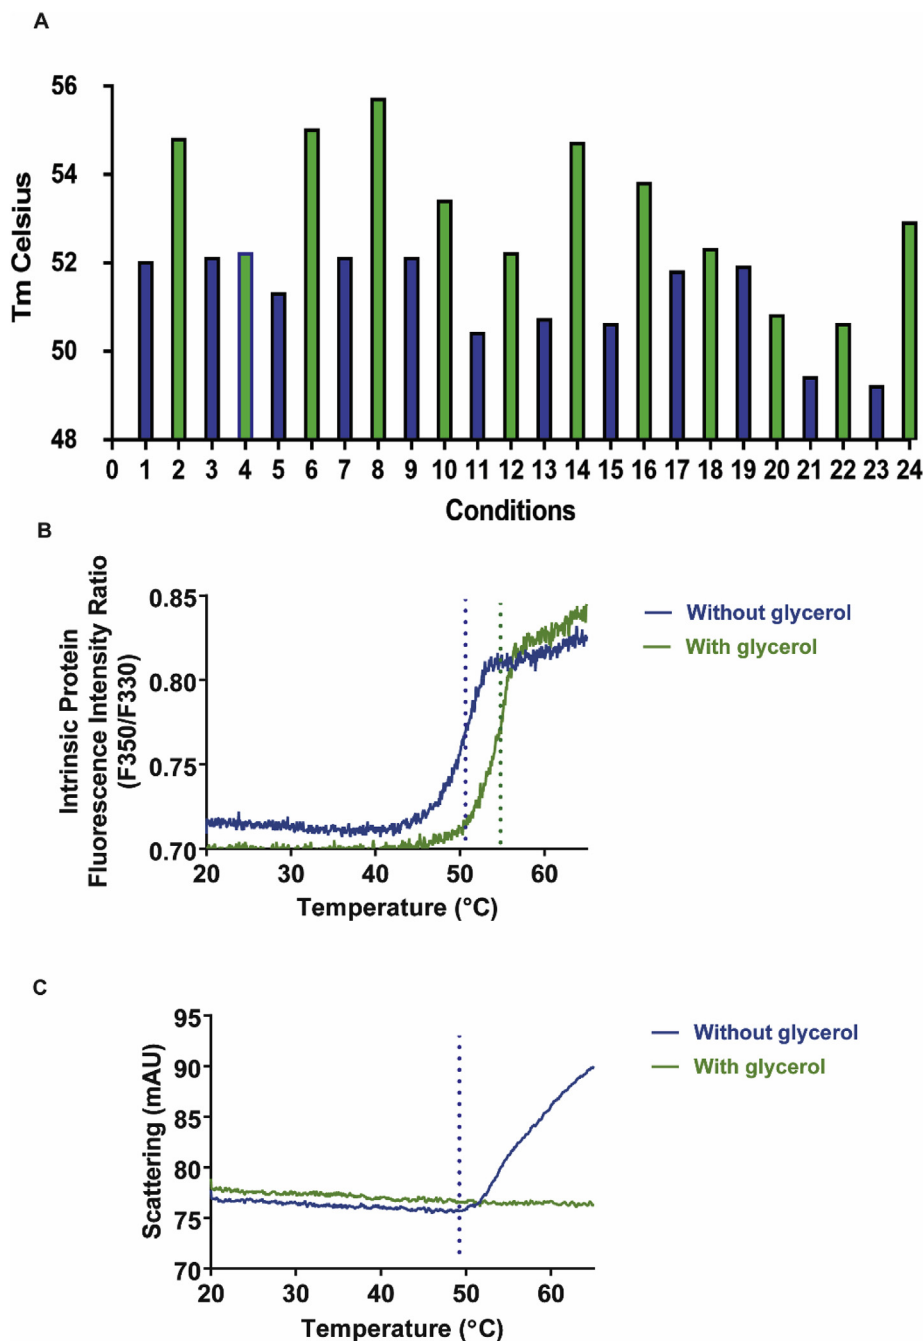 A
56
54
52
50
48
Tm Celsius
0 1 2 3 4 5 6 7 8 9 10 11 12 13 14 15 16 17 18 19 20 21 22 23 24
Conditions
B
Intrinsic Protein
Fluorescence Intensity Ratio
(F350/F330)
0.85
0.80
0.75
0.70
20 30 40 50 60
Temperature (°C)
Without glycerol
With glycerol
C
Scattering (mAU)
95
90
85
80
75
70
20 30 40 50 60
Temperature (°C)
Without glycerol
With glycerol